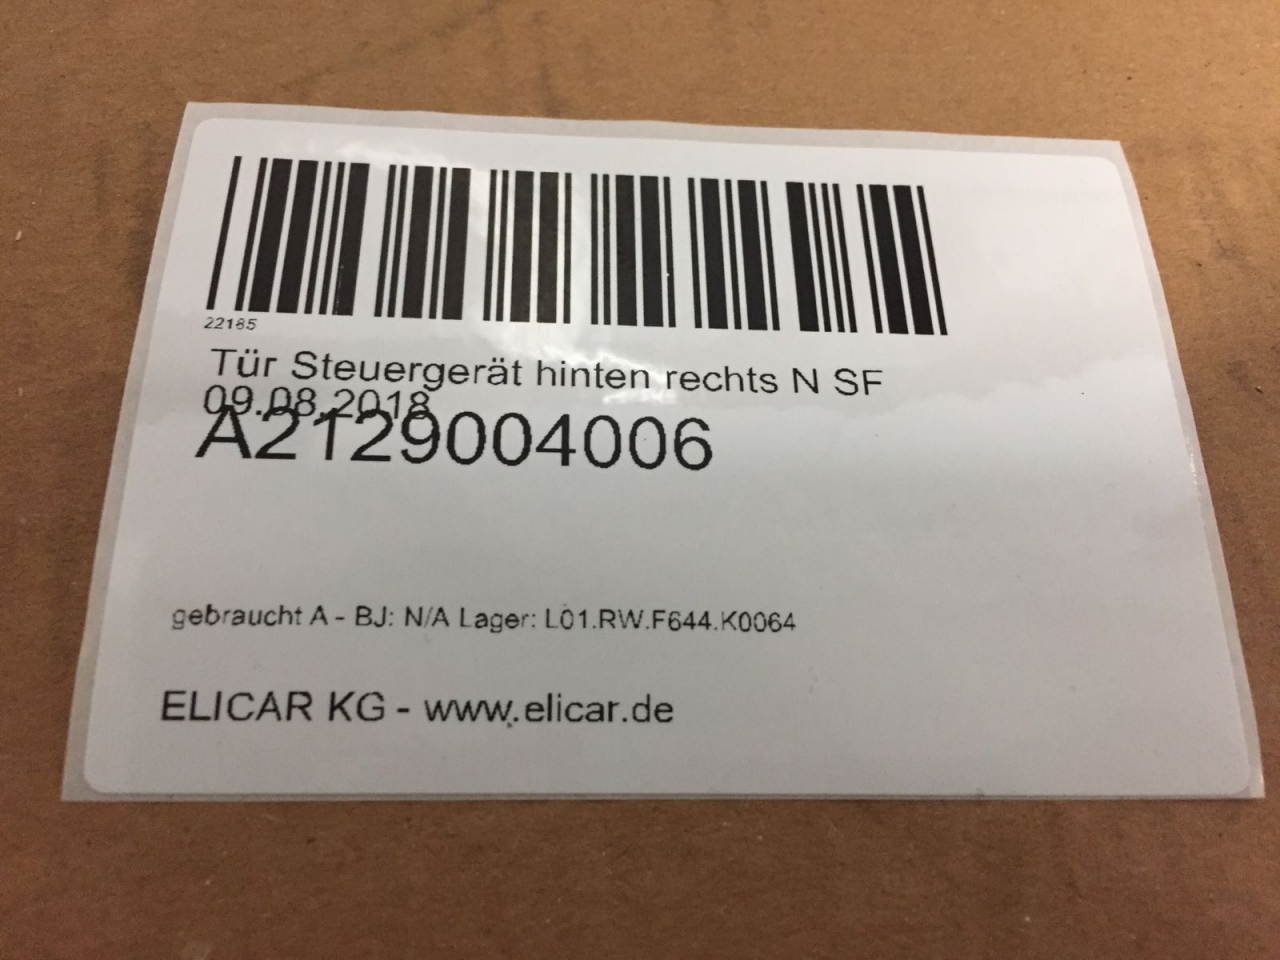 22185
Tür Steuergerät hinten rechts N SF
09.08.2018
A2129004006
gebraucht A - BJ: N/A Lager: L01.RW.F644.K0064
ELICAR KG - www.elicar.de